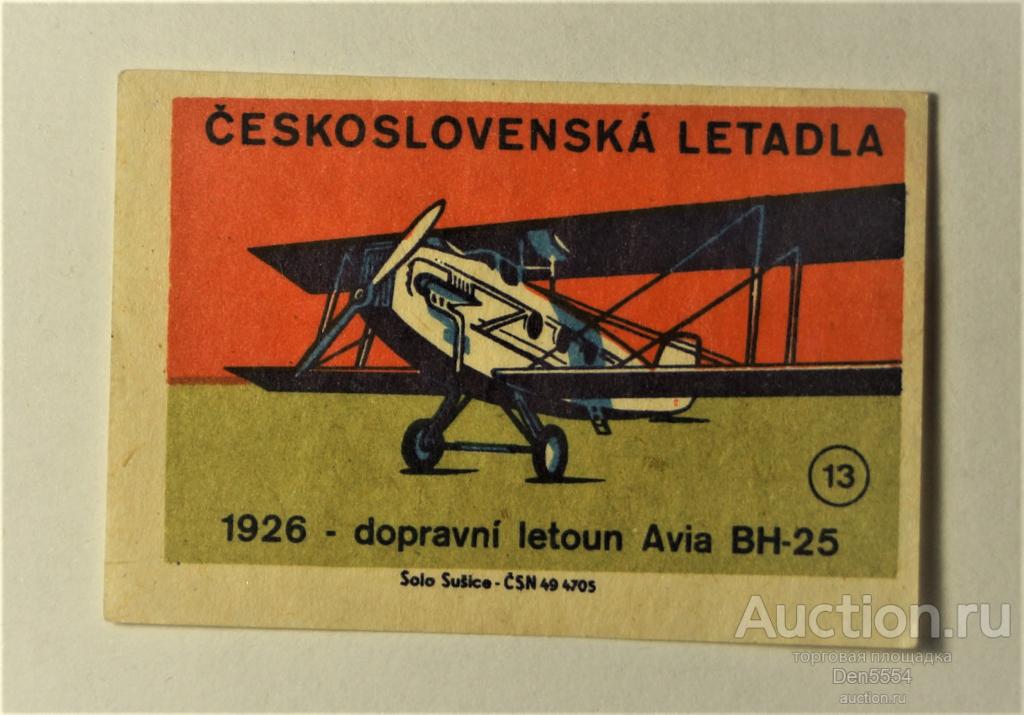 ČESKOSLOVENSKÁ LETADLA
13
1926 - dopravní letoun Avia BH-25
Solo Sušice - ČSN 49 4705
Auction.ru
торговая площадка
Den5554
auction.ru